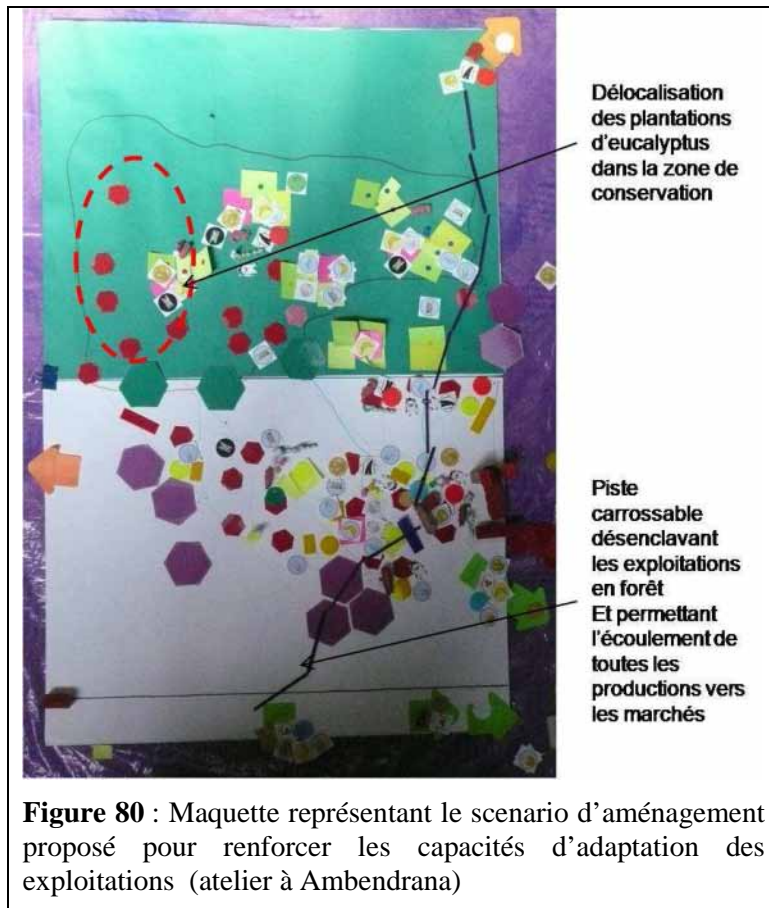 Délocalisation
des plantations
d'eucalyptus
dans la zone de
conservation
Piste
carrossable
désenclavant
les exploitations
en forêt
Et permettant
l'écoulement de
toutes les
productions vers
les marchés
Figure 80 : Maquette représentant le scenario d'aménagement
proposé pour renforcer les capacités d'adaptation des
exploitations (atelier à Ambendrana)